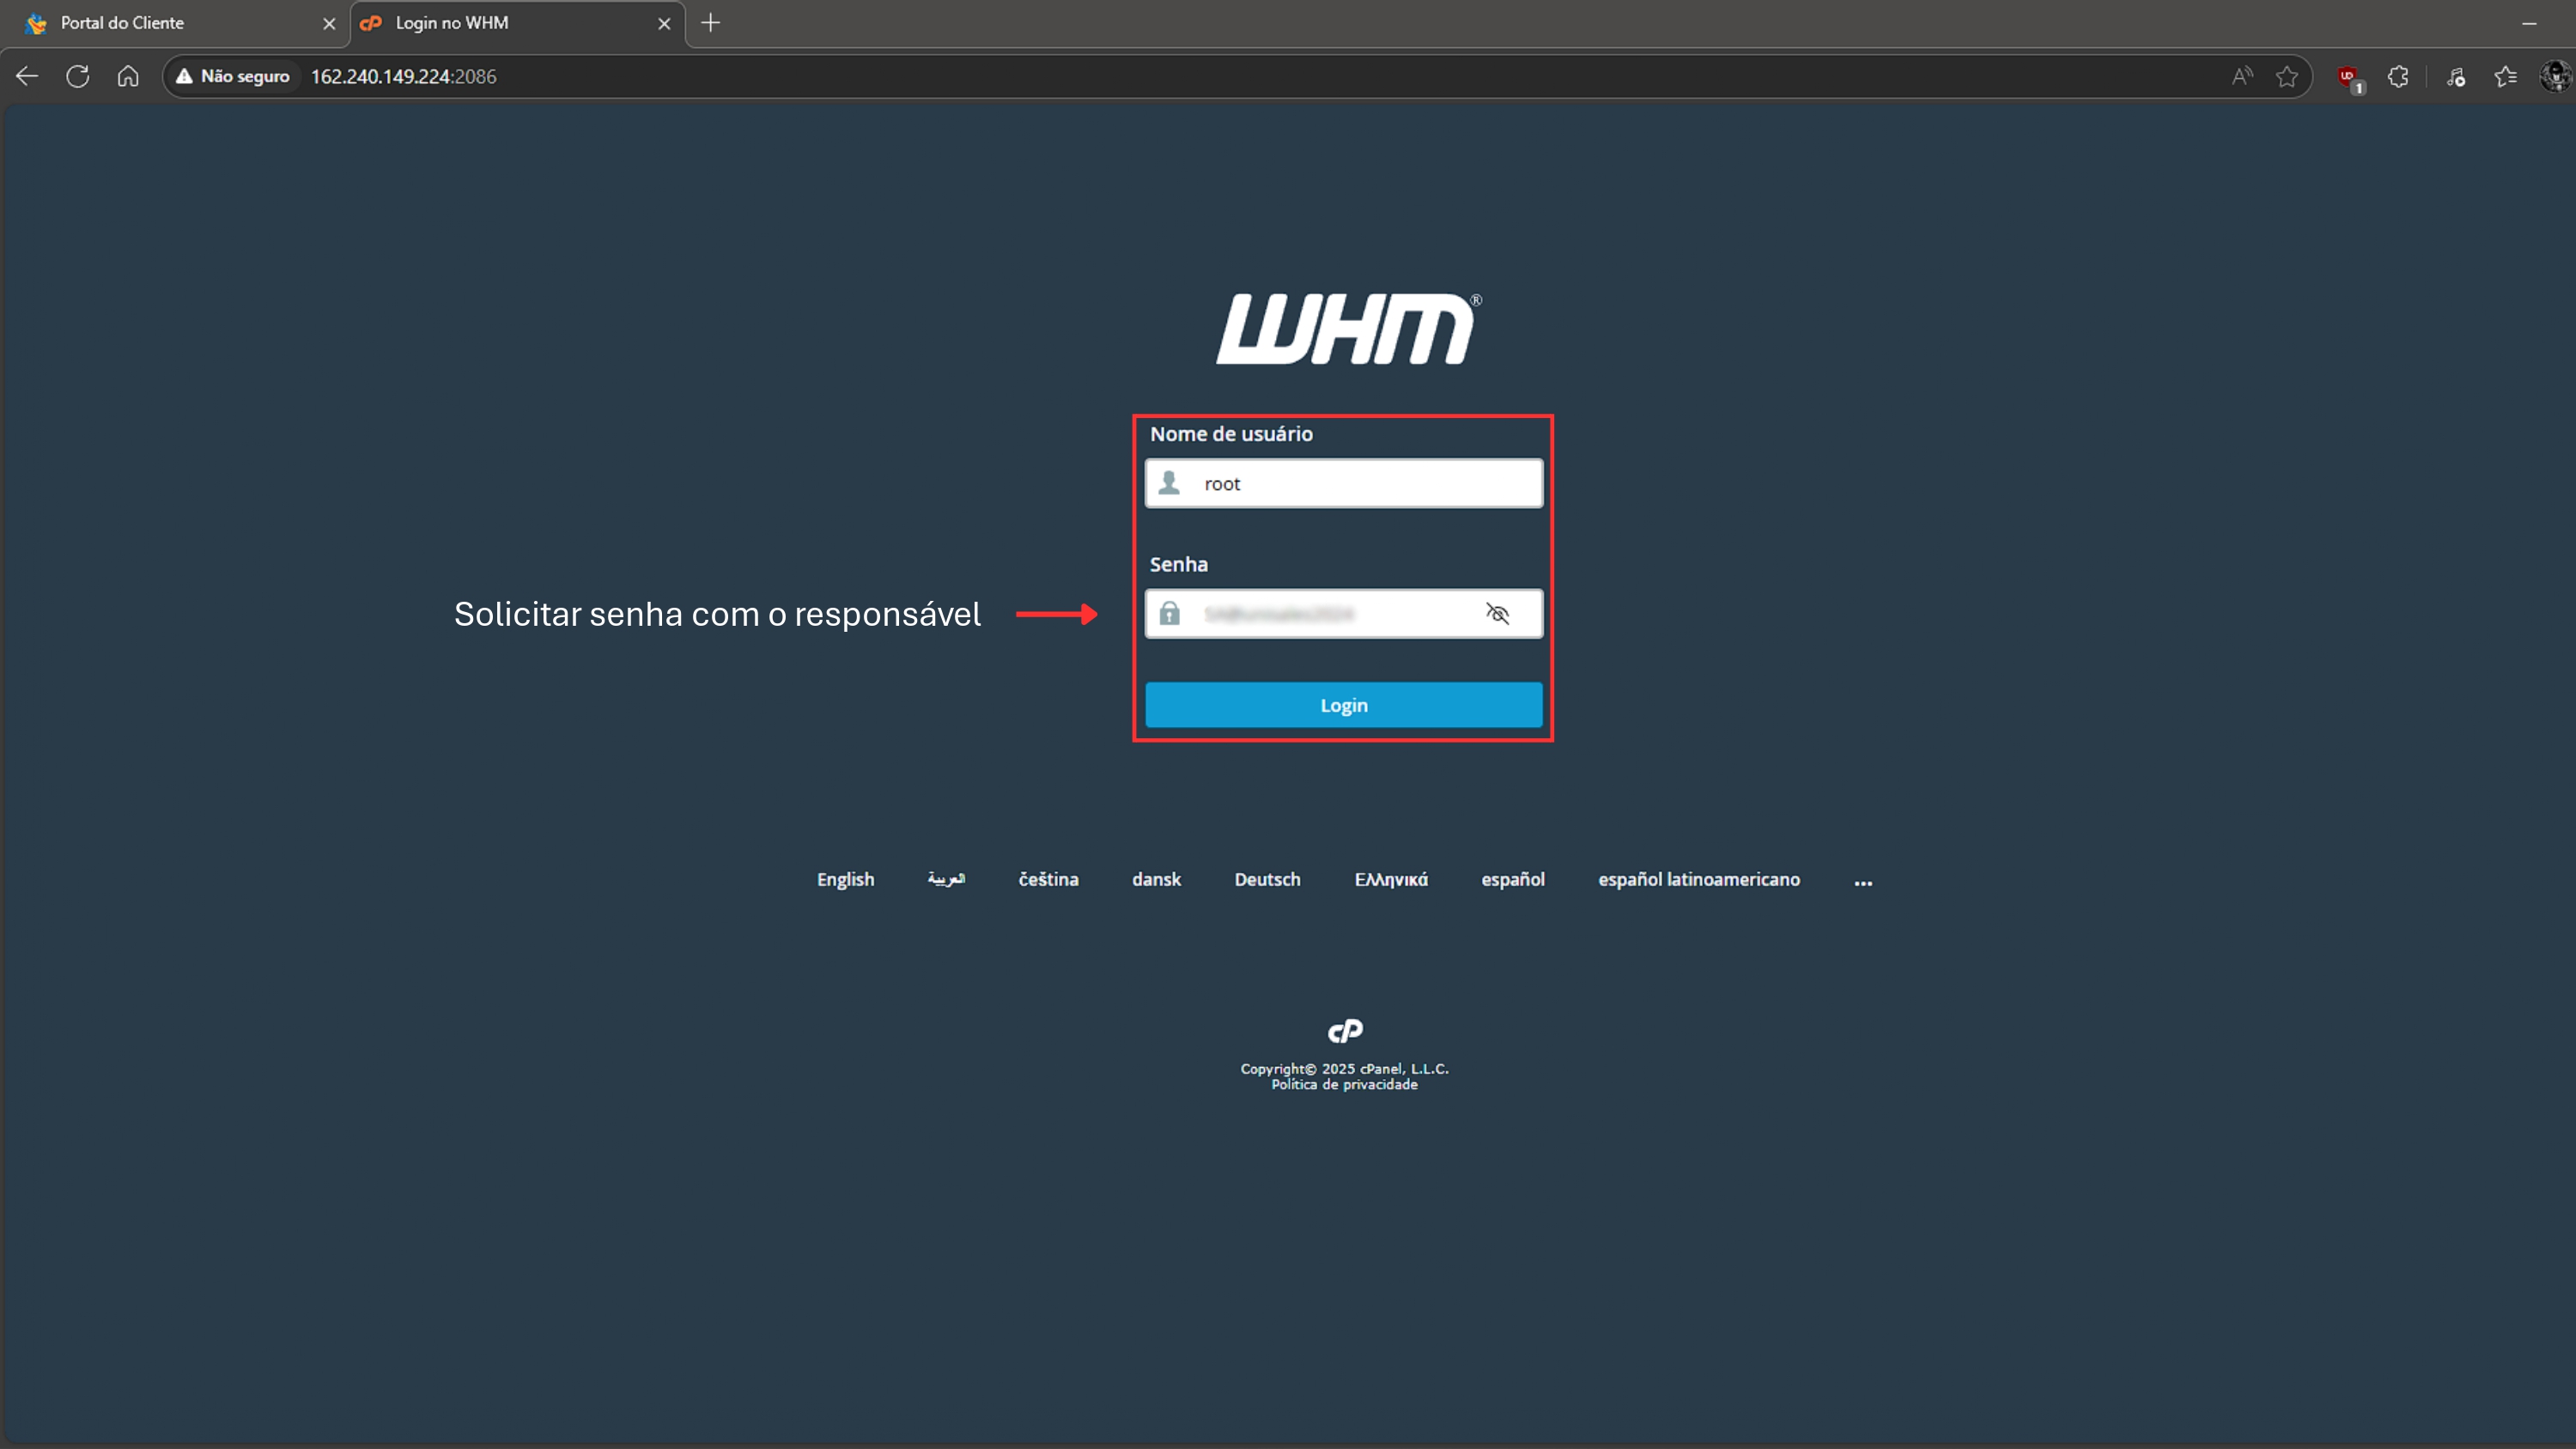 Portal do Cliente
Login no WHM
Não seguro
162.240.149.224:2086
1
WHM®
Nome de usuário
root
Senha
Solicitar senha com o responsável
Login
English العربية čeština dansk Deutsch Ελληνικά español español latinoamericano ...
cP
Copyright© 2025 cPanel, L.L.C.
Política de privacidade